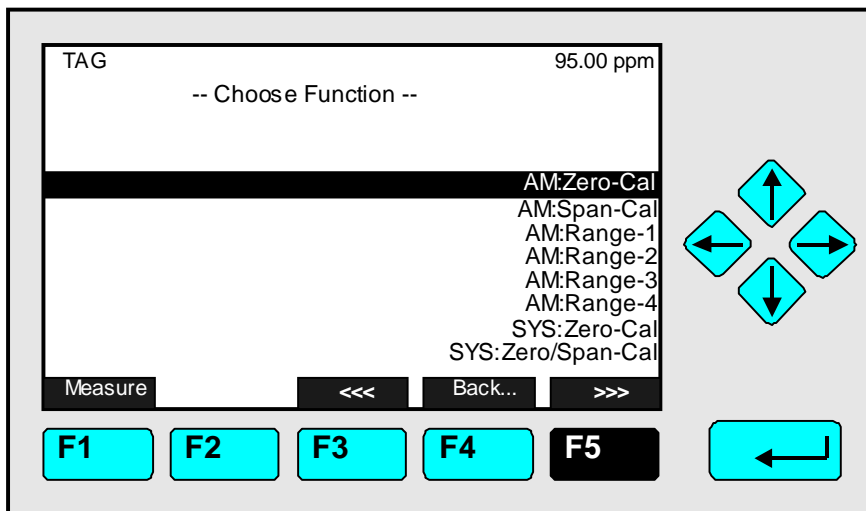 TAG 95.00 ppm
-- Choose Function --
AM:Zero-Cal
AM:Span-Cal
AM:Range-1
AM:Range-2
AM:Range-3
AM:Range-4
SYS:Zero-Cal
SYS:Zero/Span-Cal
Measure <<< Back... >>>
F1 F2 F3 F4 F5